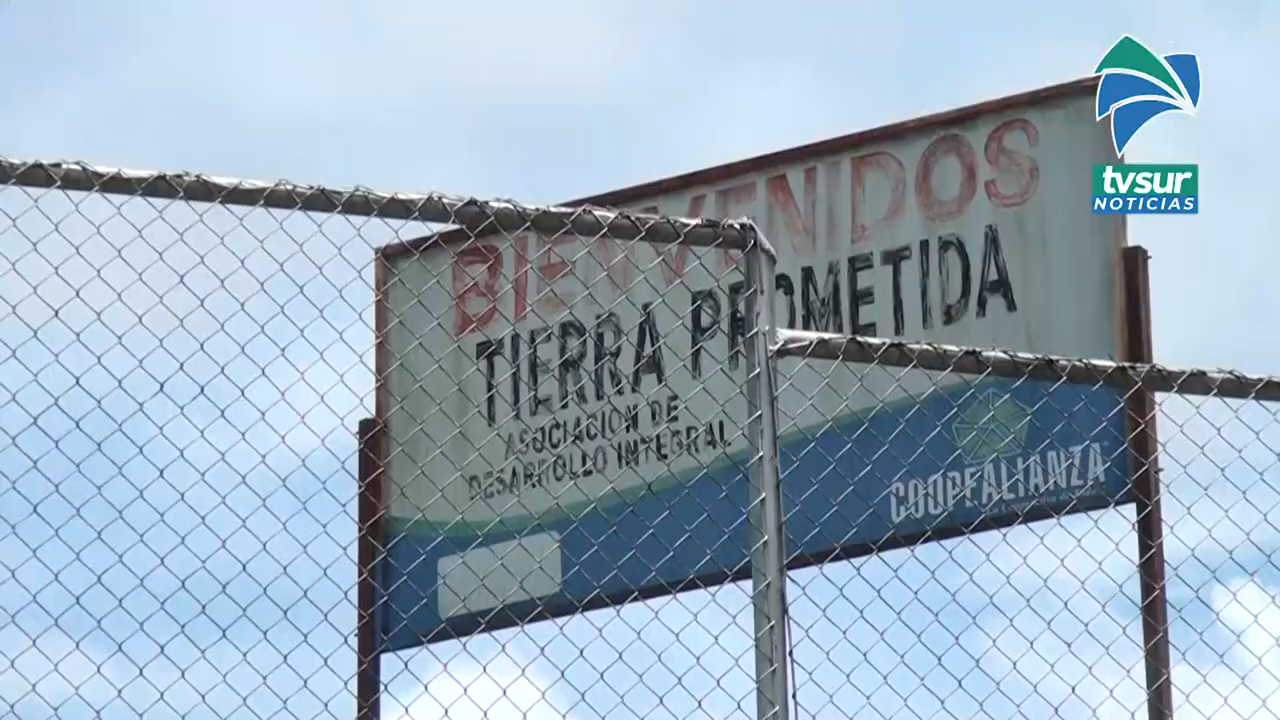 BIENVENIDOS
TIERRA PROMETIDA
ASOCIACION DE
DESARROLLO INTEGRAL
COOPEALIANZA
tvsur
NOTICIAS